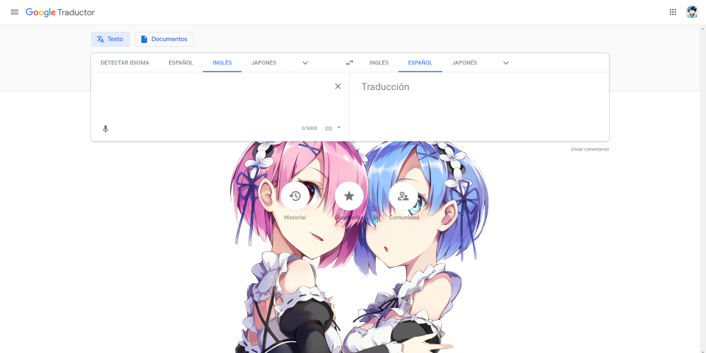 Google Traductor
Texto
Documentos
DETECTAR IDIOMA ESPAÑOL INGLÉS JAPONÉS
INGLÉS ESPAÑOL JAPONÉS
Traducción
0/5000
Enviar comentarios
Historial
Comunidad